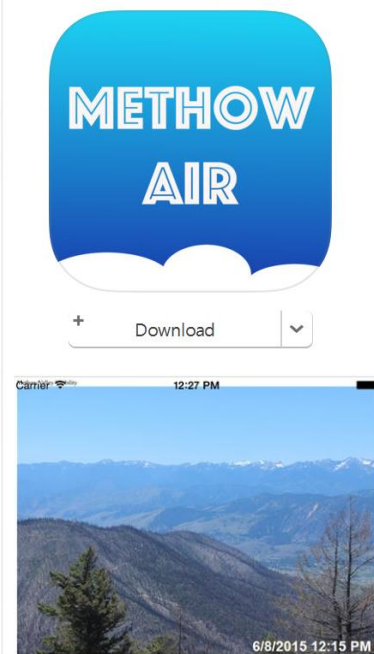 METHOW
AIR
+ Download
Carrier 12:27 PM
6/8/2015 12:15 PM